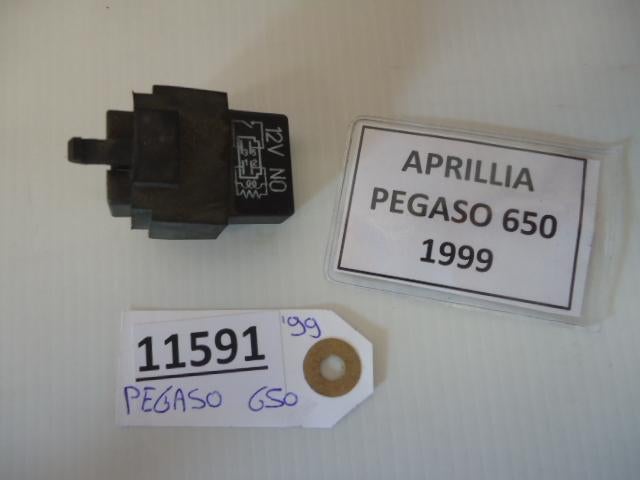 12V NO
APRILLIA
PEGASO 650
1999
11591
'99
PEGASO 650